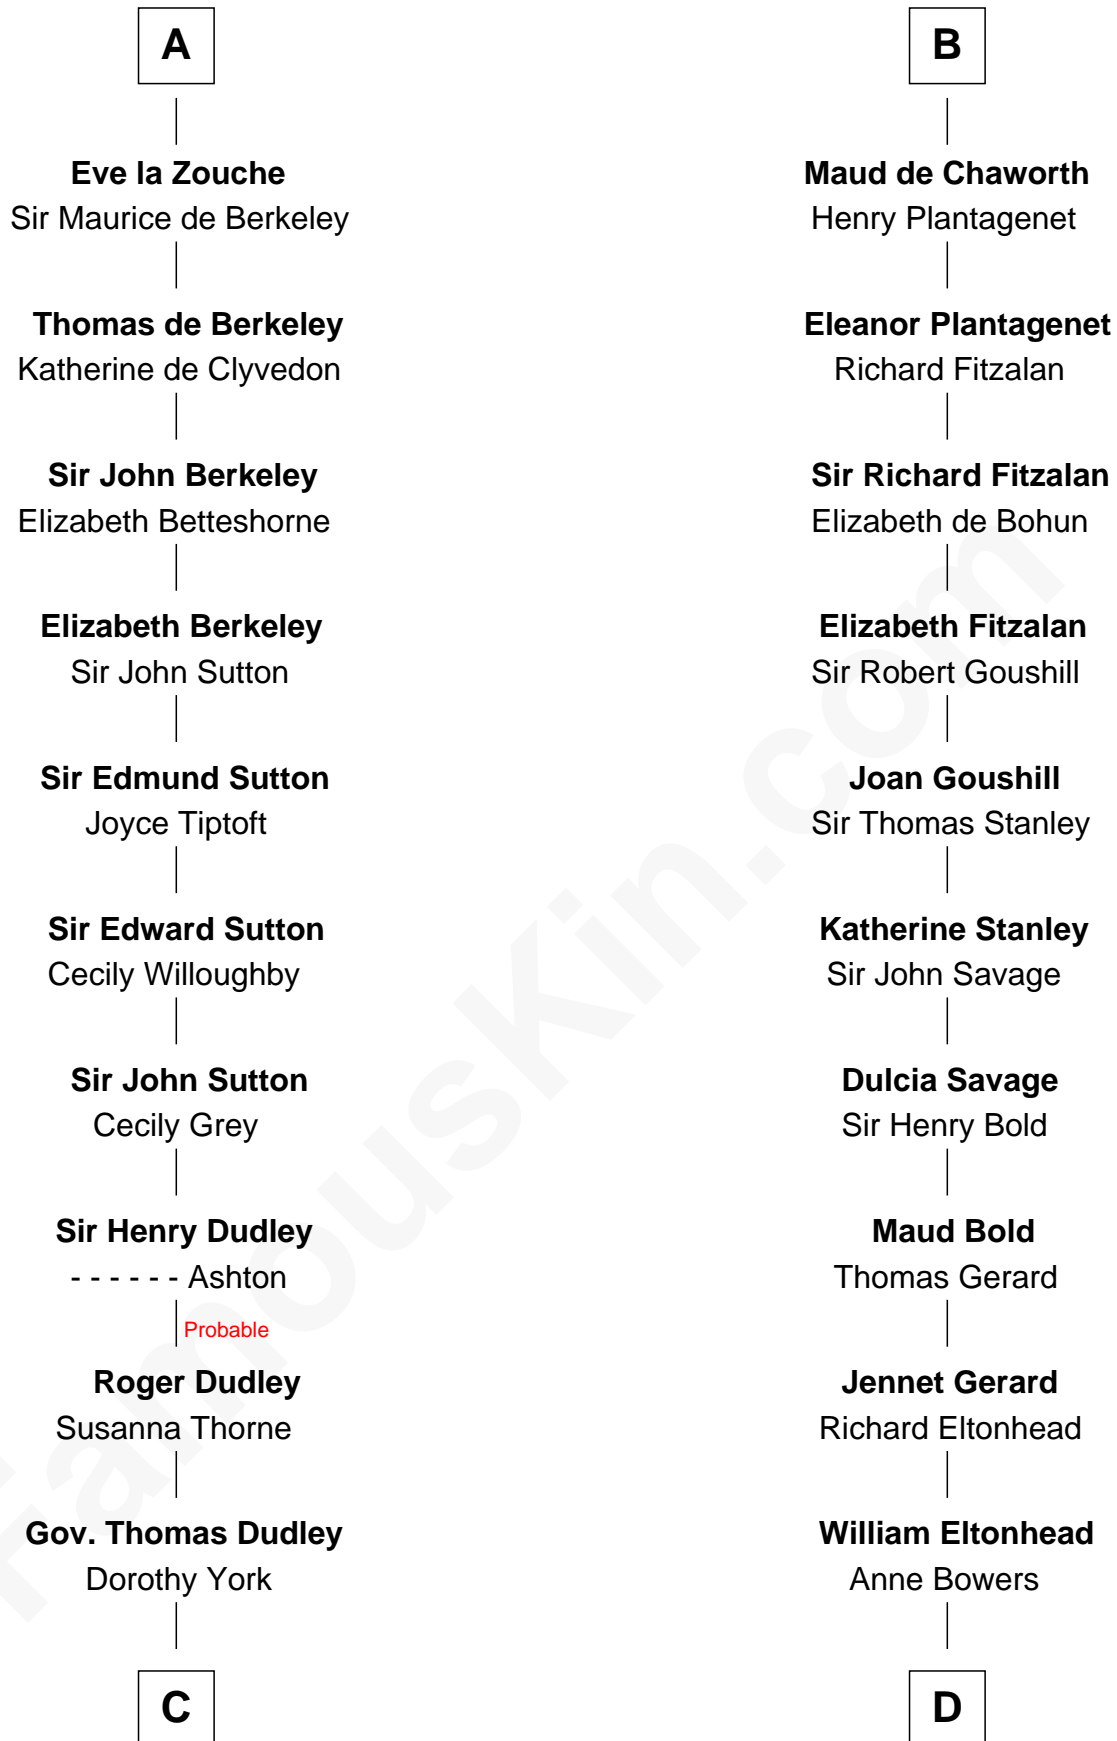 A
Eve la Zouche
Sir Maurice de Berkeley
Thomas de Berkeley
Katherine de Clyvedon
Sir John Berkeley
Elizabeth Betteshorne
Elizabeth Berkeley
Sir John Sutton
Sir Edmund Sutton
Joyce Tiptoft
Sir Edward Sutton
Cecily Willoughby
Sir John Sutton
Cecily Grey
Sir Henry Dudley
- - - - - - Ashton
Probable
Roger Dudley
Susanna Thorne
Gov. Thomas Dudley
Dorothy York
C
B
Maud de Chaworth
Henry Plantagenet
Eleanor Plantagenet
Richard Fitzalan
Sir Richard Fitzalan
Elizabeth de Bohun
Elizabeth Fitzalan
Sir Robert Goushill
Joan Goushill
Sir Thomas Stanley
Katherine Stanley
Sir John Savage
Dulcia Savage
Sir Henry Bold
Maud Bold
Thomas Gerard
Jennet Gerard
Richard Eltonhead
William Eltonhead
Anne Bowers
D
FamousKin.com